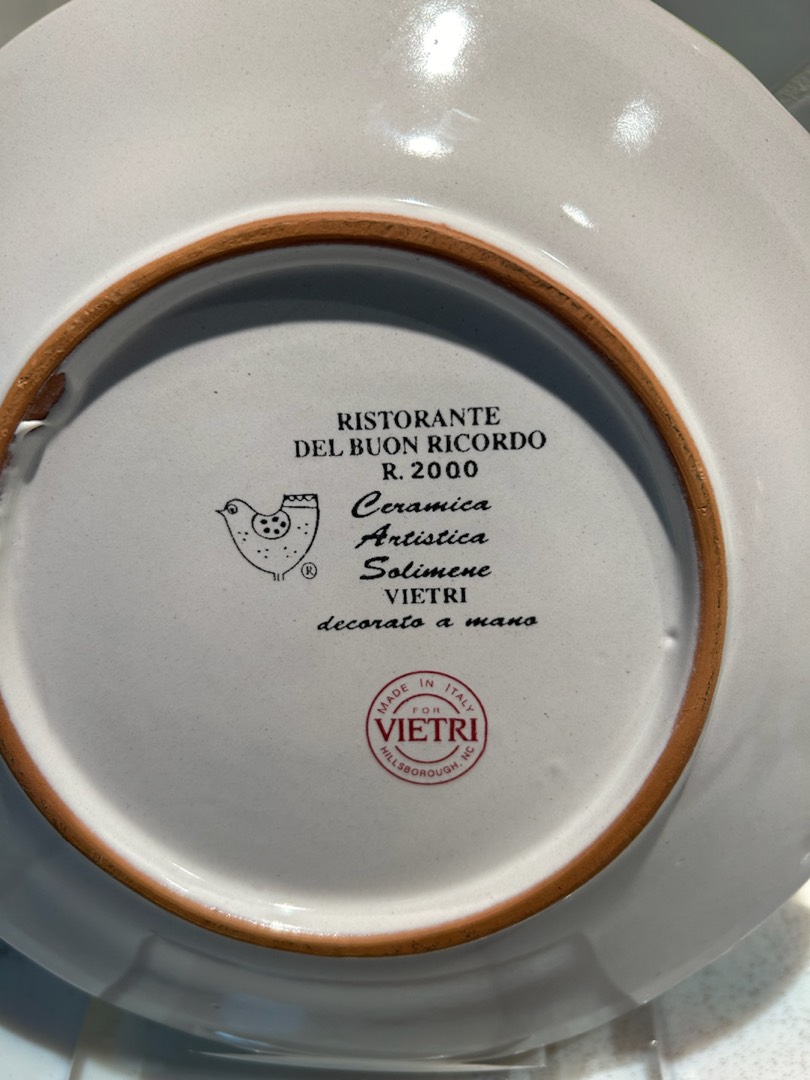 RISTORANTE
DEL BUON RICORDO
R. 2000
Ceramica
Artistica
Solimene
VIETRI
decorato a mano
®
MADE IN ITALY
FOR
VIETRI
HILLSBOROUGH, NC